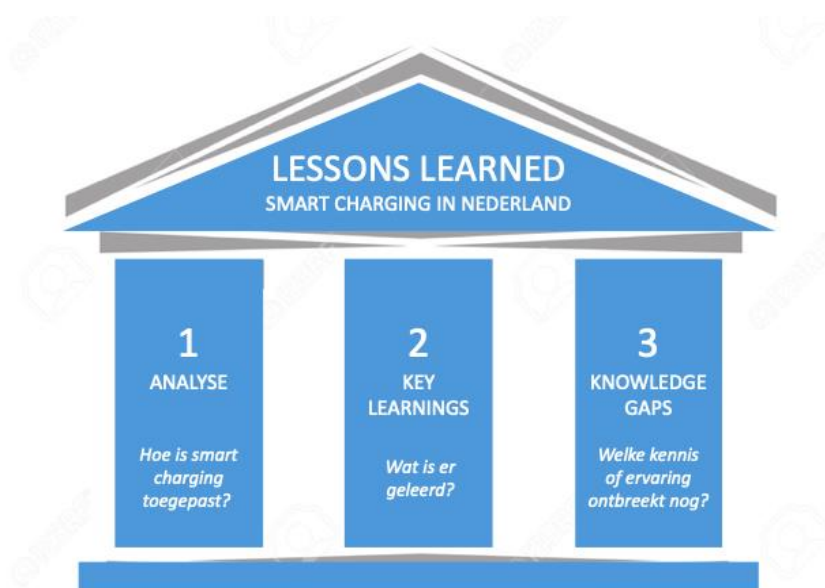 LESSONS LEARNED
SMART CHARGING IN NEDERLAND
1
ANALYSE
Hoe is smart
charging
toegepast?
2
KEY
LEARNINGS
Wat is er
geleerd?
3
KNOWLEDGE
GAPS
Welke kennis
of ervaring
ontbreekt nog?